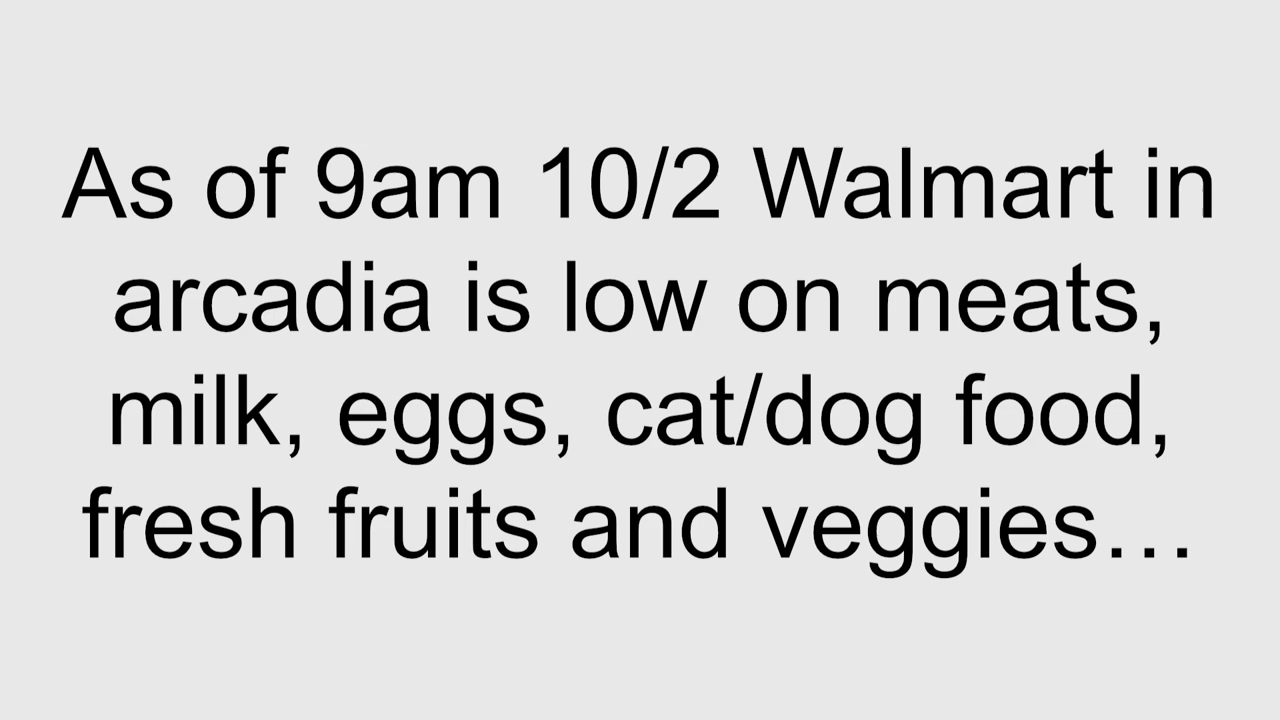 As of 9am 10/2 Walmart in
arcadia is low on meats,
milk, eggs, cat/dog food,
fresh fruits and veggies…